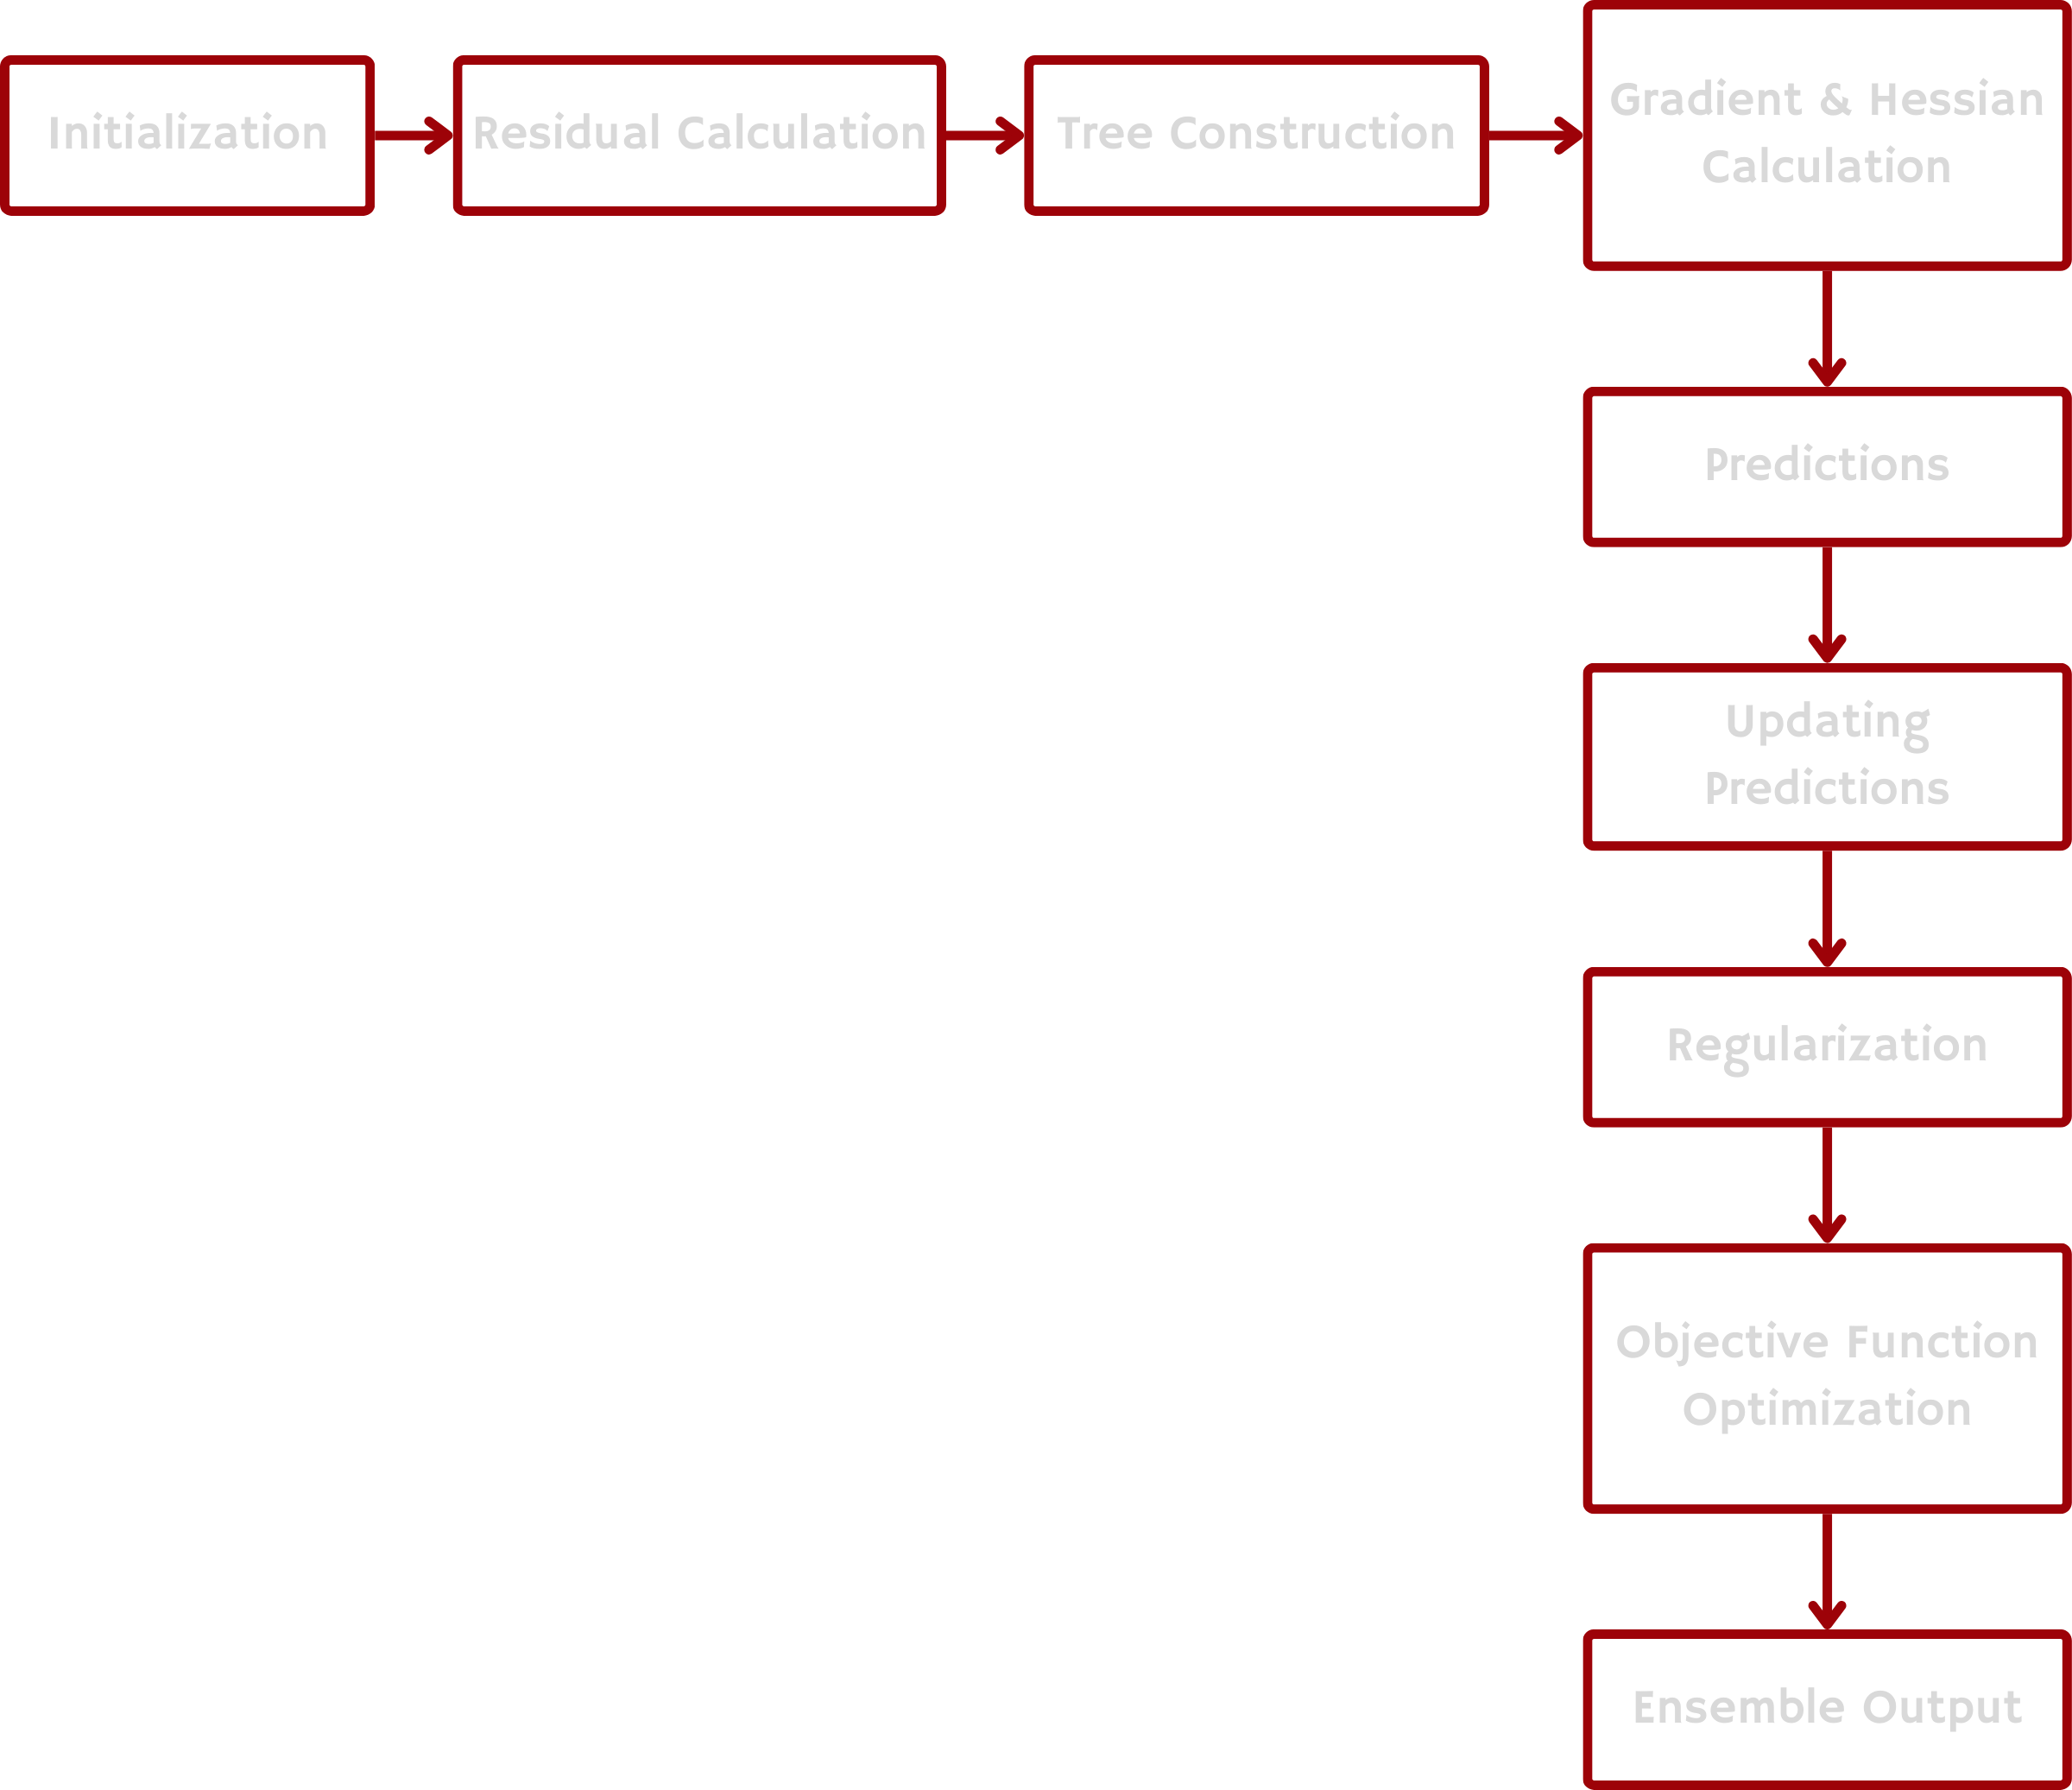 Initialization
Residual Calculation
Tree Construction
Gradient & Hessian
Calculation
Predictions
Updating
Predictions
Regularization
Objective Function
Optimization
Ensemble Output